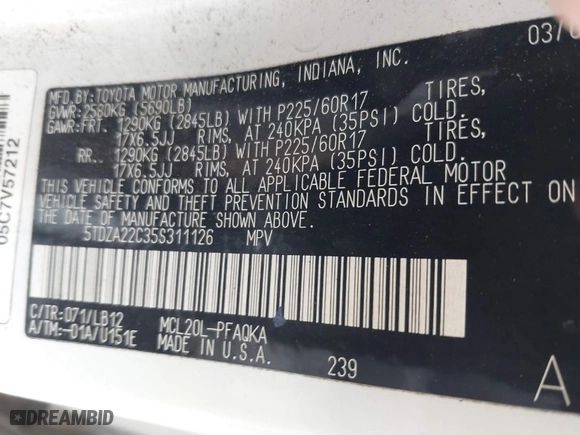 03/0
MFD.BY:TOYOTA MOTOR MANUFACTURING, INDIANA, INC.
GVWR:2580KG (5690LB)
GAWR:FRT. 1290KG (2845LB) WITH P225/60R17 TIRES,
17X6.5JJ RIMS, AT 240KPA (35PSI) COLD.
RR. 1290KG (2845LB) WITH P225/60R17 TIRES,
17X6.5JJ RIMS, AT 240KPA (35PSI) COLD.
THIS VEHICLE CONFORMS TO ALL APPLICABLE FEDERAL MOTOR
VEHICLE SAFETY AND THEFT PREVENTION STANDARDS IN EFFECT ON
THE DATE OF MANUFACTURE SHOWN ABOVE.
5TDZA22C35S311126 MPV
C/TR:071/LB12 MCL20L-PFAQKA
A/TM:-01A/U151E MADE IN U.S.A.
239
A
05C7V57212
DREAMBID